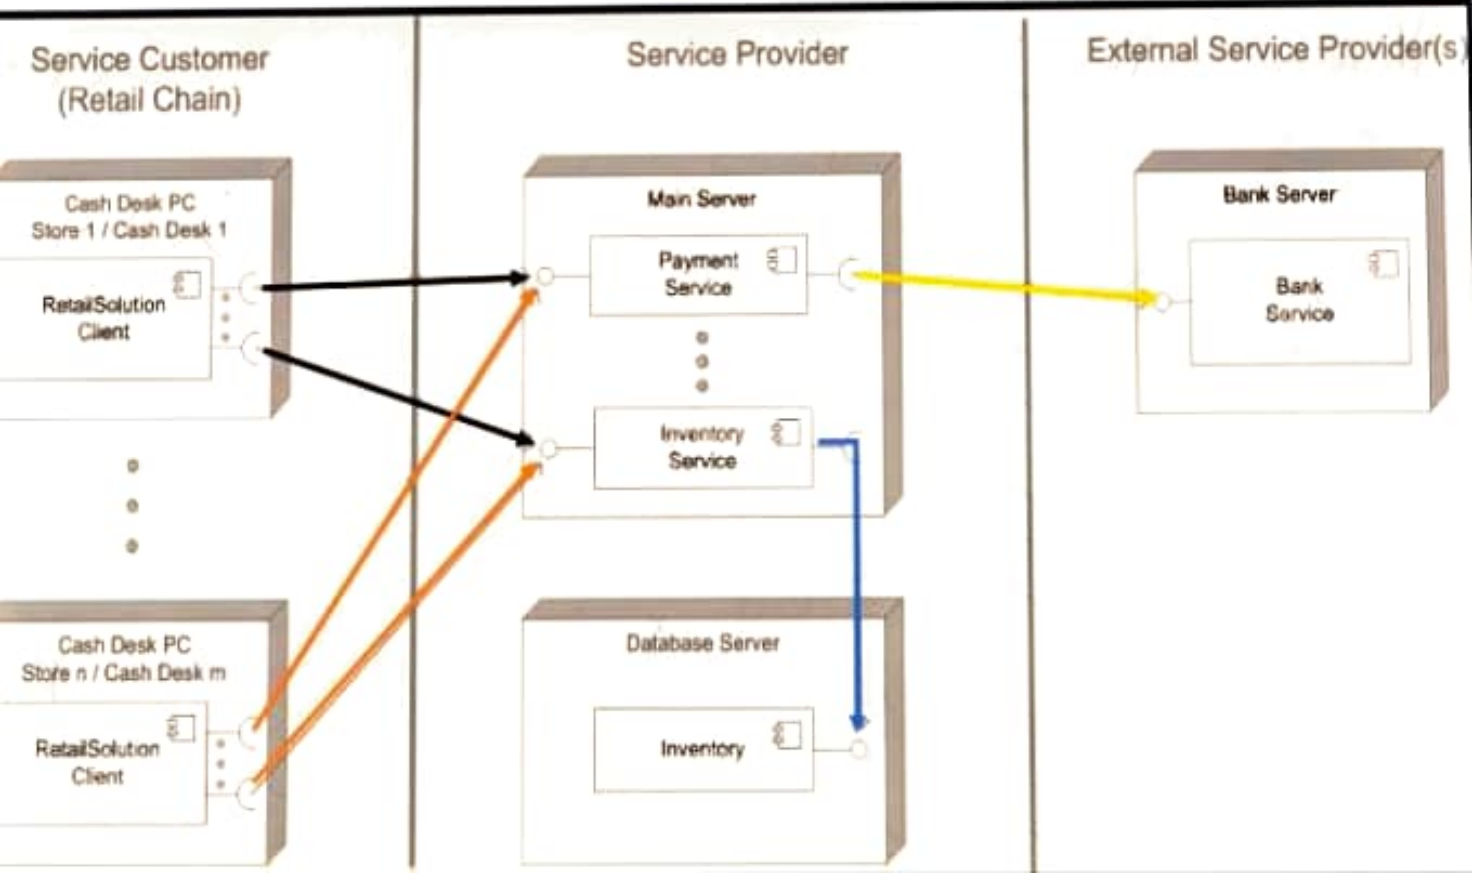 Service Customer
(Retail Chain)
Service Provider
External Service Provider(s)
Cash Desk PC
Store 1 / Cash Desk 1
RetailSolution
Client
Main Server
Payment
Service
Inventory
Service
Bank Server
Bank
Service
Cash Desk PC
Store n / Cash Desk m
RetailSolution
Client
Database Server
Inventory